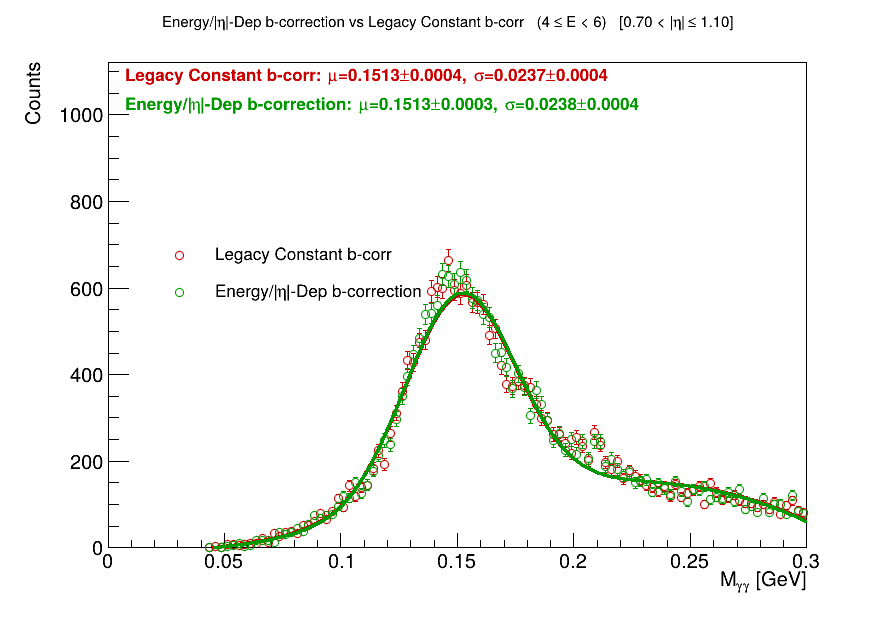 Energy/|η|-Dep b-correction vs Legacy Constant b-corr (4 ≤ E < 6) [0.70 < |η| ≤ 1.10]
Counts
Legacy Constant b-corr: μ=0.1513±0.0004, σ=0.0237±0.0004
Energy/|η|-Dep b-correction: μ=0.1513±0.0003, σ=0.0238±0.0004
1000
800
Legacy Constant b-corr
600
Energy/|η|-Dep b-correction
400
200
0
0 0.05 0.1 0.15 0.2 0.25 0.3
Mγγ [GeV]